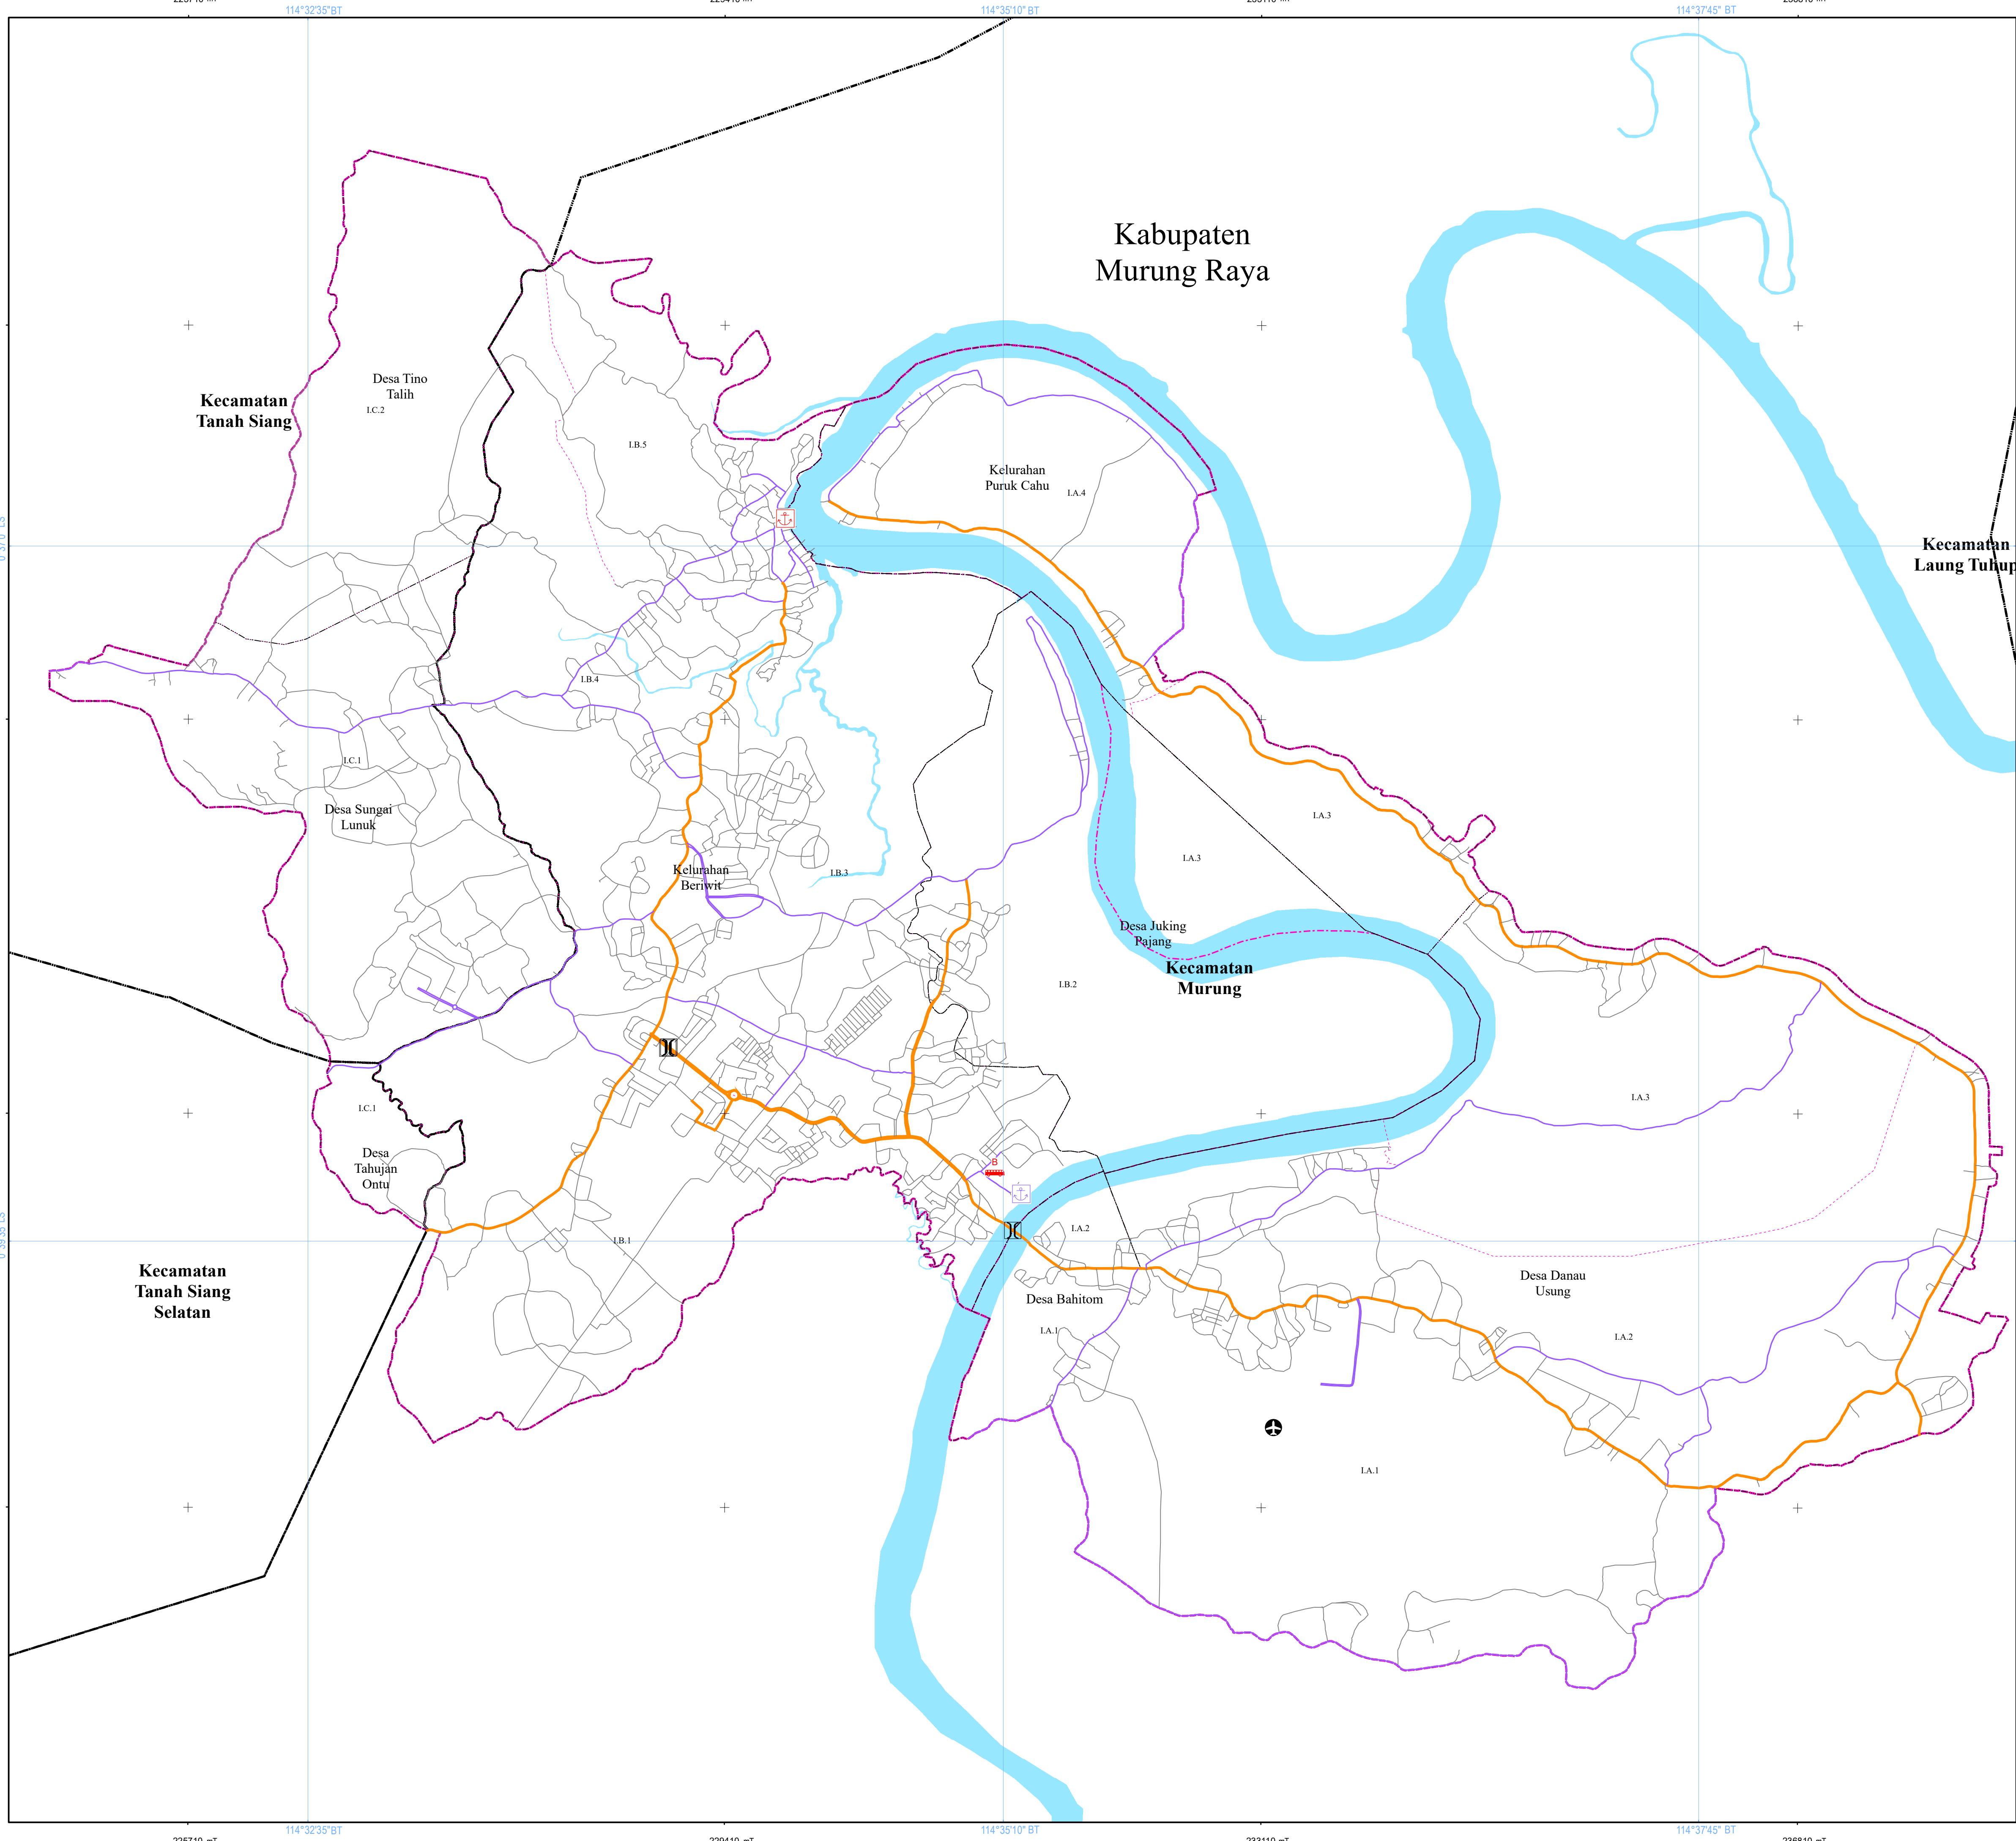 114°32'35"BT
114°35'10" BT
114°37'45" BT
Kabupaten
Murung Raya
Desa Tino
Talih
I.C.2
Kecamatan
Tanah Siang
I.B.5
Kelurahan
Puruk Cahu
I.A.4
Kecamatan
Laung Tuhup
I.B.4
I.C.1
Desa Sungai
Lunuk
I.A.3
I.A.3
Kelurahan
Beriwit
I.B.3
Desa Juking
Pajang
Kecamatan
Murung
I.B.2
I.A.3
I.C.1
Desa
Tahujan
Ontu
B
I.A.2
I.B.1
Kecamatan
Tanah Siang
Selatan
Desa Bahitom
I.A.1
Desa Danau
Usung
I.A.2
I.A.1
114°32'35"BT
114°35'10" BT
114°37'45" BT